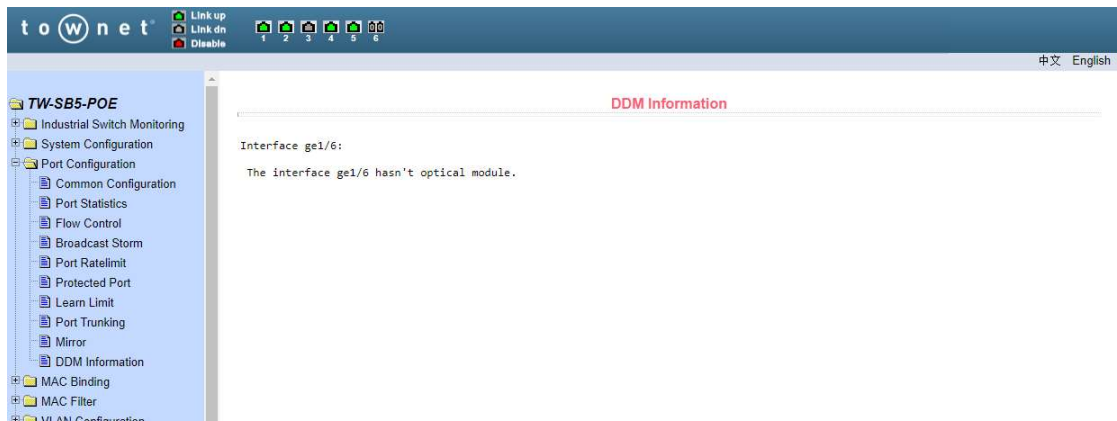 townet
Link up
Link dn
Disable
1 2 3 4 5 6
中文 English
TW-SB5-POE
Industrial Switch Monitoring
System Configuration
Port Configuration
Common Configuration
Port Statistics
Flow Control
Broadcast Storm
Port Ratelimit
Protected Port
Learn Limit
Port Trunking
Mirror
DDM Information
MAC Binding
MAC Filter
VLAN Configuration
DDM Information
Interface ge1/6:
The interface ge1/6 hasn't optical module.